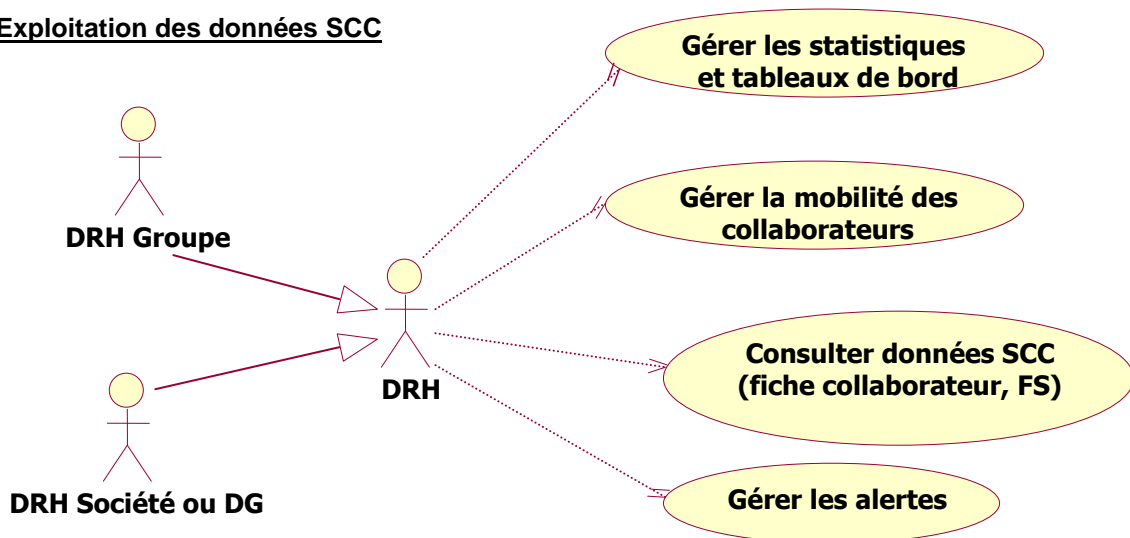 Exploitation des données SCC
Gérer les statistiques
et tableaux de bord
DRH Groupe
Gérer la mobilité des
collaborateurs
DRH
Consulter données SCC
(fiche collaborateur, FS)
DRH Société ou DG
Gérer les alertes